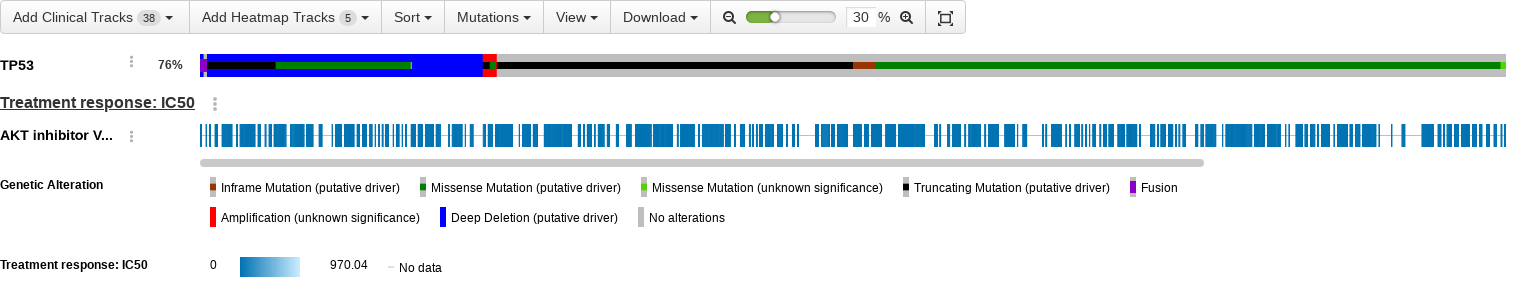 Add Clinical Tracks 38 Add Heatmap Tracks 5 Sort Mutations View Download 30 %
TP53 76%
Treatment response: IC50
AKT inhibitor V...
Genetic Alteration Inframe Mutation (putative driver) Missense Mutation (putative driver) Missense Mutation (unknown significance) Truncating Mutation (putative driver) Fusion
Amplification (unknown significance) Deep Deletion (putative driver) No alterations
Treatment response: IC50 0 970.04 No data